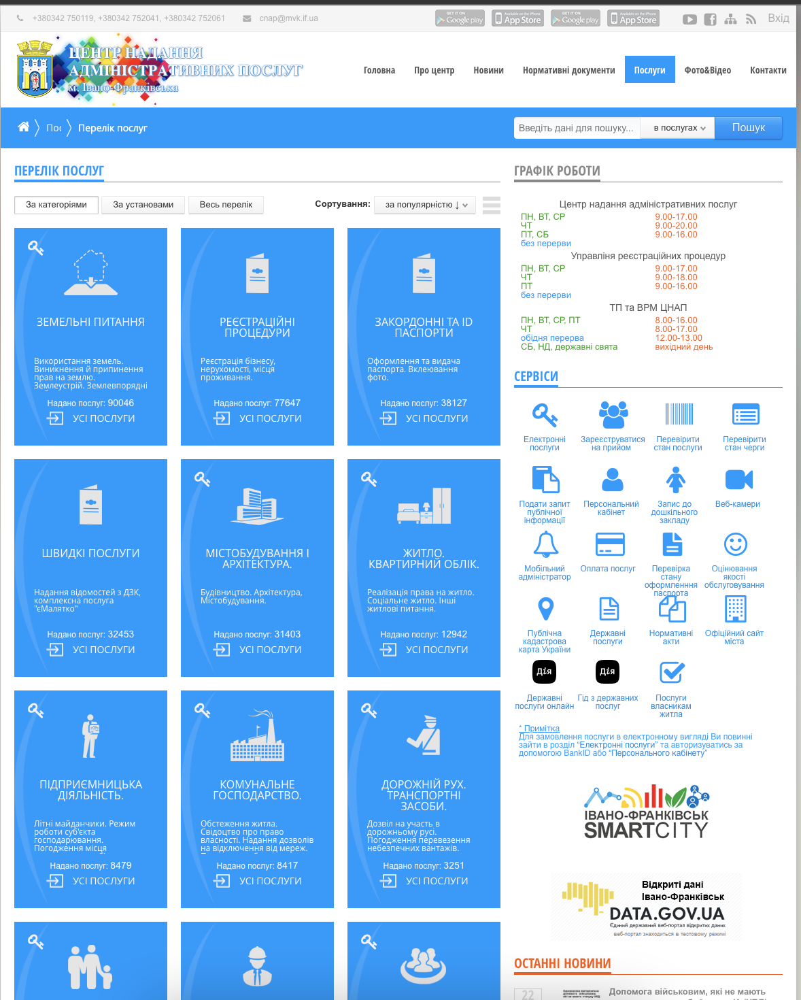 +380342 750119, +380342 752041, +380342 752061
cnap@mvk.if.ua
GET IT ON
Google play
Available on the iPhone
App Store
GET IT ON
Google play
Available on the iPhone
App Store
Вхід
ЦЕНТР НАДАННЯ
АДМІНІСТРАТИВНИХ ПОСЛУГ
м. Івано-Франківська
Головна
Про центр
Новини
Нормативні документи
Послуги
Фото&Відео
Контакти
Пос
Перелік послуг
Введіть дані для пошуку...
в послугах
Пошук
ПЕРЕЛІК ПОСЛУГ
За категоріями
За установами
Весь перелік
Сортування:
за популярністю ↓
ЗЕМЕЛЬНІ ПИТАННЯ
Використання земель.
Виникнення й припинення
прав на землю.
Землеустрій. Землевпорядні
Надано послуг: 90046
УСІ ПОСЛУГИ
РЕЄСТРАЦІЙНІ
ПРОЦЕДУРИ
Реєстрація бізнесу,
нерухомості, місця
проживання.
Надано послуг: 77647
УСІ ПОСЛУГИ
ЗАКОРДОННІ ТА ID
ПАСПОРТИ
Оформлення та видача
паспорта. Вклеювання
фото.
Надано послуг: 38127
УСІ ПОСЛУГИ
ШВИДКІ ПОСЛУГИ
Надання відомостей з ДЗК,
комплексна послуга
"єМалятко"
Надано послуг: 32453
УСІ ПОСЛУГИ
МІСТОБУДУВАННЯ І
АРХІТЕКТУРА.
Будівництво. Архітектура,
Містобудування.
Надано послуг: 31403
УСІ ПОСЛУГИ
ЖИТЛО.
КВАРТИРНИЙ ОБЛІК.
Реалізація права на житло.
Соціальне житло. Інші
житлові питання.
Надано послуг: 12942
УСІ ПОСЛУГИ
ПІДПРИЄМНИЦЬКА
ДІЯЛЬНІСТЬ.
Літні майданчики. Режим
роботи суб'єкта
господарювання.
Погодження місця
Надано послуг: 8479
УСІ ПОСЛУГИ
КОМУНАЛЬНЕ
ГОСПОДАРСТВО.
Обстеження житла.
Свідоцтво про право
власності. Надання дозволів
на відключення від мереж.
Надано послуг: 8417
УСІ ПОСЛУГИ
ДОРОЖНІЙ РУХ.
ТРАНСПОРТНІ
ЗАСОБИ.
Дозвіл на участь в
дорожньому русі.
Погодження перевезення
небезпечних вантажів.
Надано послуг: 3251
УСІ ПОСЛУГИ
ГРАФІК РОБОТИ
Центр надання адміністративних послуг
ПН, ВТ, СР 9.00-17.00
ЧТ 9.00-20.00
ПТ, СБ 9.00-16.00
без перерви
Управління реєстраційних процедур
ПН, ВТ, СР 9.00-17.00
ЧТ 9.00-18.00
ПТ 9.00-16.00
без перерви
ТП та ВРМ ЦНАП
ПН, ВТ, СР, ПТ 8.00-16.00
ЧТ 8.00-17.00
обідня перерва 12.00-13.00
СБ, НД, державні свята вихідний день
СЕРВІСИ
Електронні
послуги
Зареєструватися
на прийом
Перевірити
стан послуги
Перевірити
стан черги
Подати запит
публічної
інформації
Персональний
кабінет
Запис до
дошкільного
закладу
Веб-камери
Мобільний
адміністратор
Оплата послуг
Перевірка
стану
оформленння
паспорта
Оцінювання
якості
обслуговування
Публічна
кадастрова
карта України
Державні
послуги
Нормативні
акти
Офіційний сайт
міста
Дія
Державні
послуги онлайн
Дія
Гід з державних
послуг
Послуги
власникам
житла
* Примітка
Для замовлення послуги в електронному вигляді Ви повинні
зайти в розділ “Електронні послуги” та авторизуватись за
допомогою BankID або “Персонального кабінету”
ІВАНО-ФРАНКІВСЬК
SMARTCITY
Відкриті дані
Івано-Франківськ
DATA.GOV.UA
Єдиний державний веб-портал відкритих даних
веб-портал знаходиться в тестовому режимі
ОСТАННІ НОВИНИ
22
Допомога військовим, які не мають